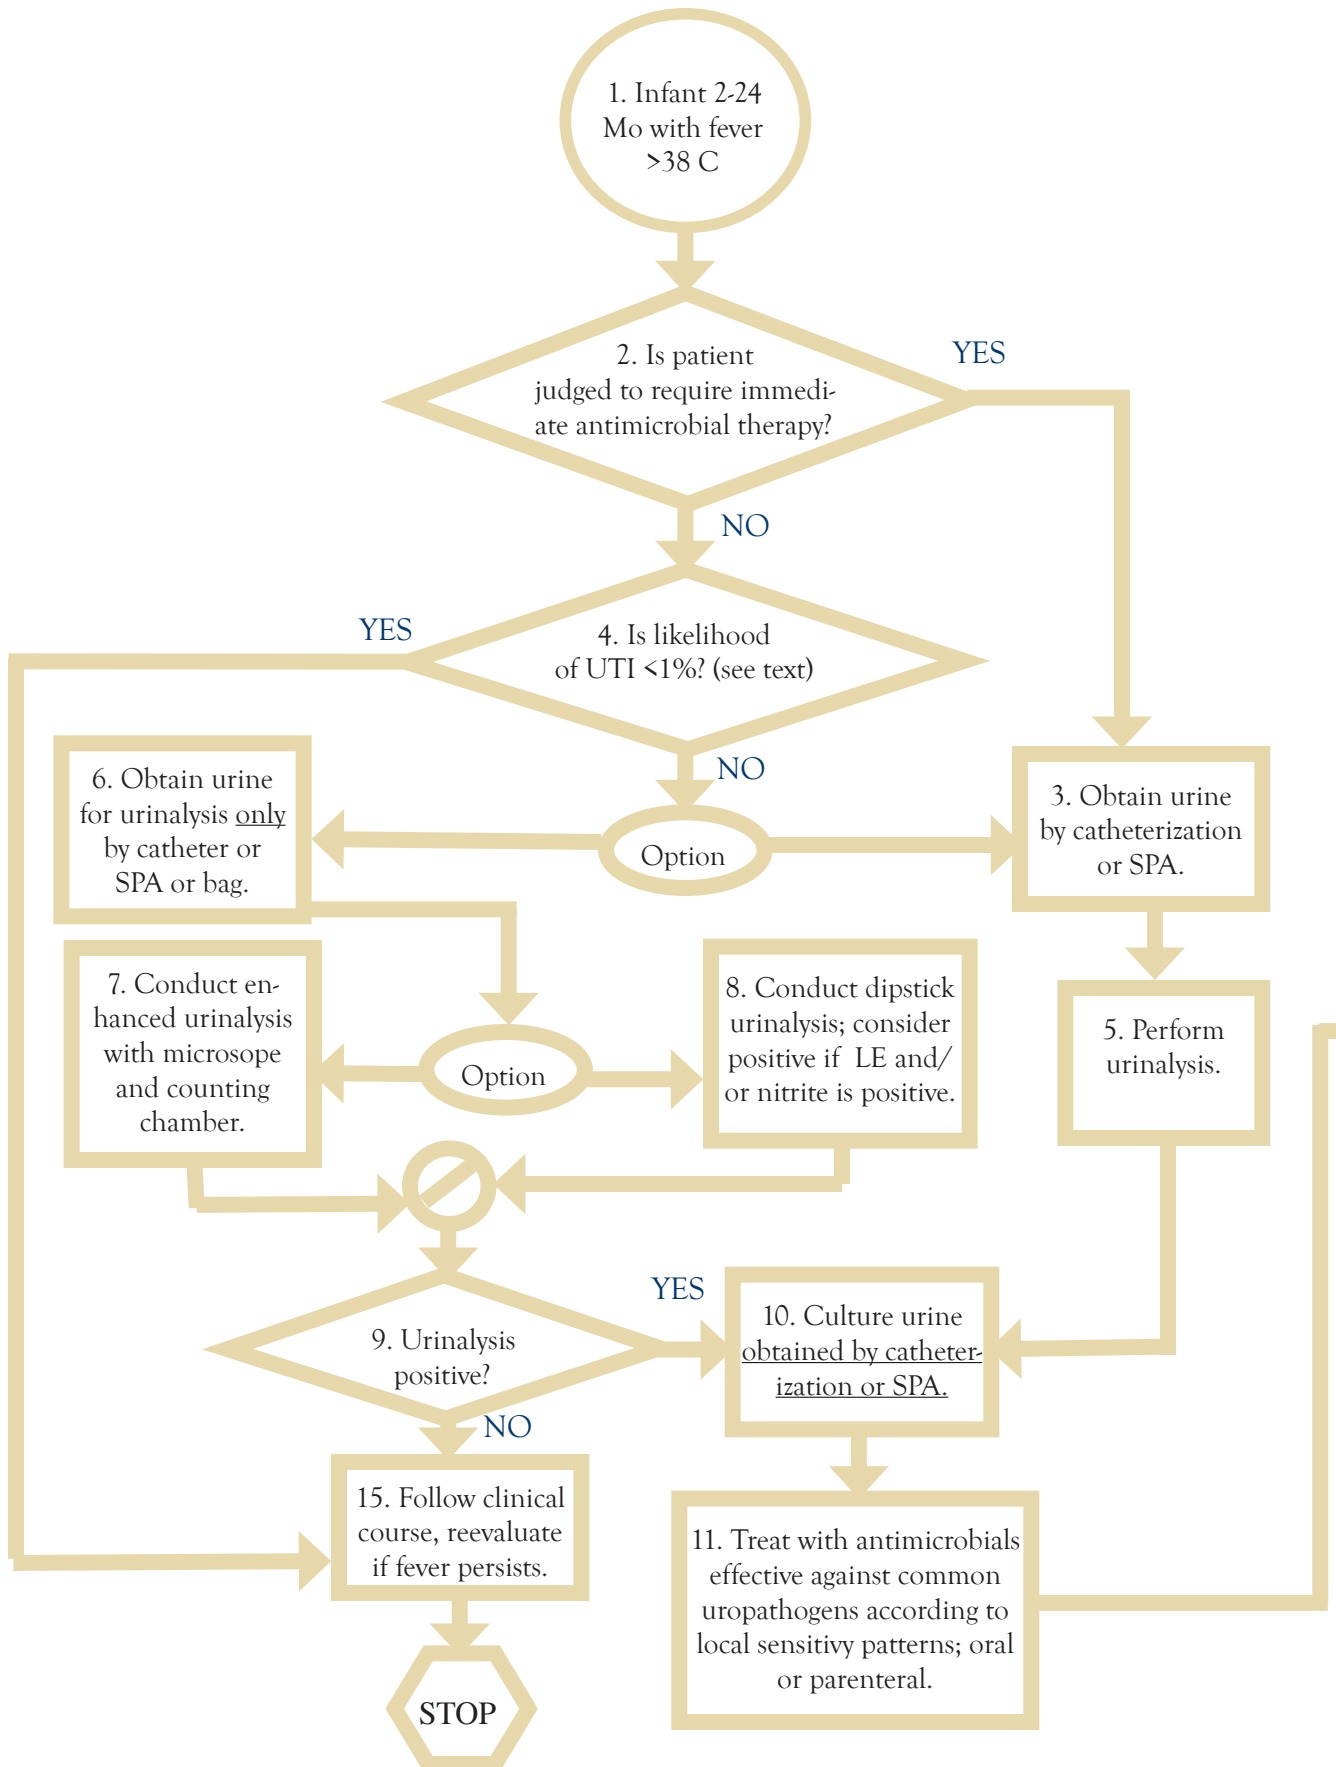 1. Infant 2-24
Mo with fever
>38 C
2. Is patient
judged to require immedi-
ate antimicrobial therapy?
YES
NO
4. Is likelihood
of UTI <1%? (see text)
YES
NO
Option
3. Obtain urine
by catheterization
or SPA.
6. Obtain urine
for urinalysis only
by catheter or
SPA or bag.
7. Conduct en-
hanced urinalysis
with microsope
and counting
chamber.
Option
8. Conduct dipstick
urinalysis; consider
positive if LE and/
or nitrite is positive.
5. Perform
urinalysis.
9. Urinalysis
positive?
YES
NO
10. Culture urine
obtained by catheter-
ization or SPA.
15. Follow clinical
course, reevaluate
if fever persists.
11. Treat with antimicrobials
effective against common
uropathogens according to
local sensitivy patterns; oral
or parenteral.
STOP